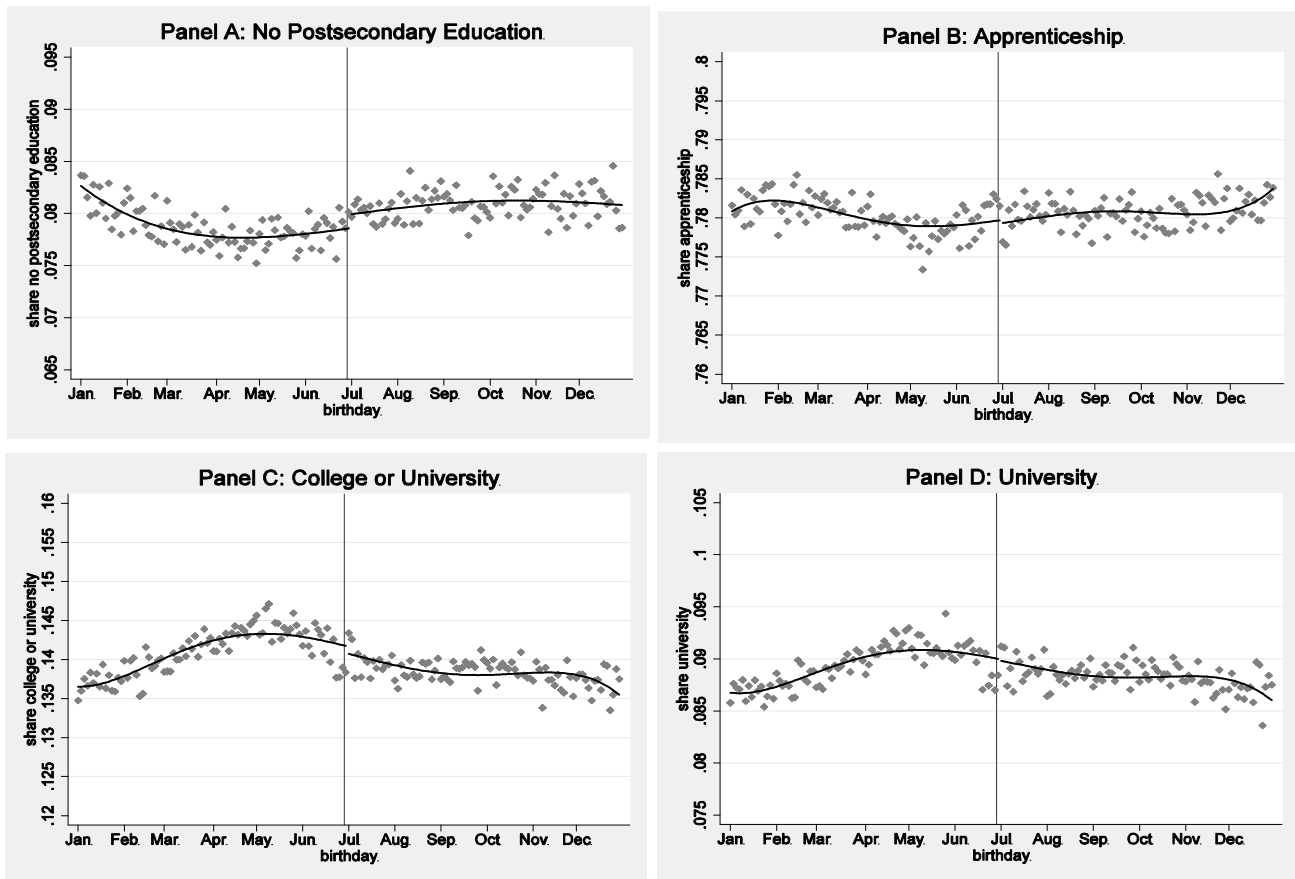 Panel A: No Postsecondary Education.
share no postsecondary education
.095
.09
.085
.08
.075
.07
.065
Jan. Feb. Mar. Apr. May. Jun. Jul Aug. Sep. Oct Nov. Dec.
birthday.
Panel B: Apprenticeship.
share apprenticeship
.8
.795
.79
.785
.78
.775
.77
.765
.76
Jan. Feb. Mar. Apr. May. Jun. Jul Aug. Sep. Oct Nov. Dec.
birthday.
Panel C: College or University.
share college or university
.16
.155
.15
.145
.14
.135
.13
.125
.12
Jan. Feb. Mar. Apr. May. Jun. Jul Aug. Sep. Oct Nov. Dec.
birthday.
Panel D: University.
share university
.105
.1
.095
.09
.085
.08
.075
Jan. Feb. Mar. Apr. May. Jun. Jul Aug. Sep. Oct Nov. Dec.
birthday.